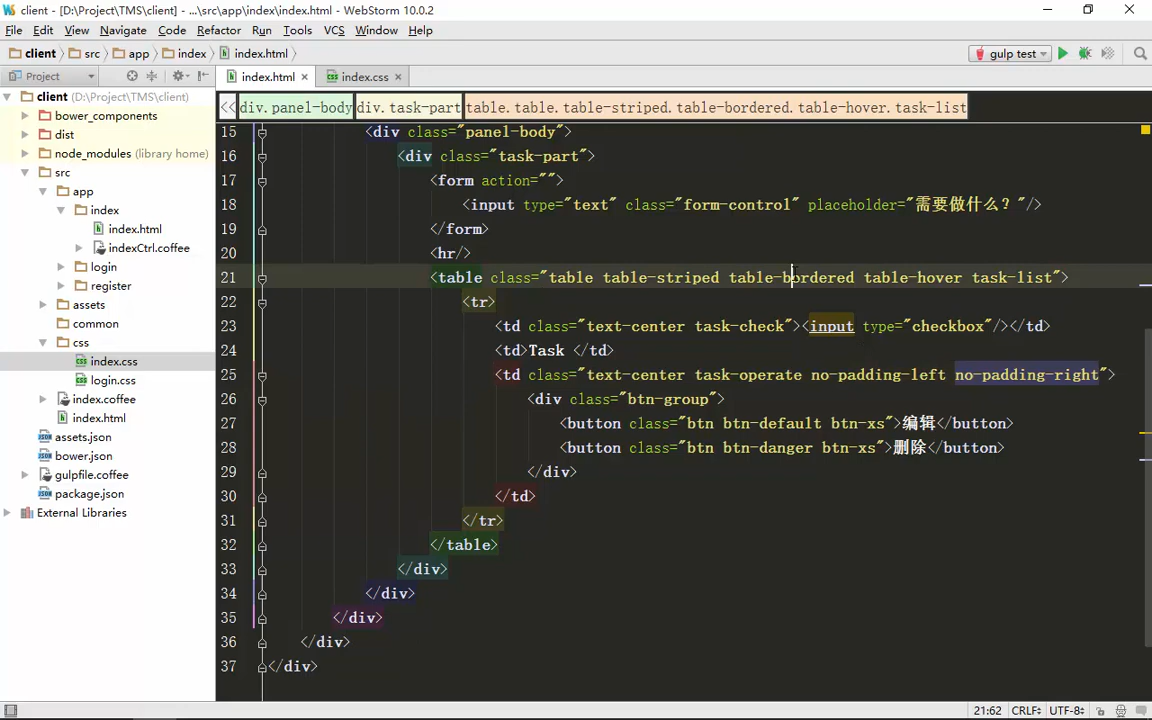 client - [D:\Project\TMS\client] - ...\src\app\index\index.html - WebStorm 10.0.2
File Edit View Navigate Code Refactor Run Tools VCS Window Help
client src app index index.html gulp test
Project index.html index.css
<< div.panel-body div.task-part table.table.table-striped.table-bordered.table-hover.task-list
client (D:\Project\TMS\client)
bower_components
dist
node_modules (library home)
src
app
index
index.html
indexCtrl.coffee
login
register
assets
common
css
index.css
login.css
index.coffee
index.html
assets.json
bower.json
gulpfile.coffee
package.json
External Libraries
15 <div class="panel-body">
16 <div class="task-part">
17 <form action="">
18 <input type="text" class="form-control" placeholder="需要做什么？"/>
19 </form>
20 <hr/>
21 <table class="table table-striped table-bordered table-hover task-list">
22 <tr>
23 <td class="text-center task-check"><input type="checkbox"/></td>
24 <td>Task </td>
25 <td class="text-center task-operate no-padding-left no-padding-right">
26 <div class="btn-group">
27 <button class="btn btn-default btn-xs">编辑</button>
28 <button class="btn btn-danger btn-xs">删除</button>
29 </div>
30 </td>
31 </tr>
32 </table>
33 </div>
34 </div>
35 </div>
36 </div>
37 </div>
21:62 CRLF UTF-8